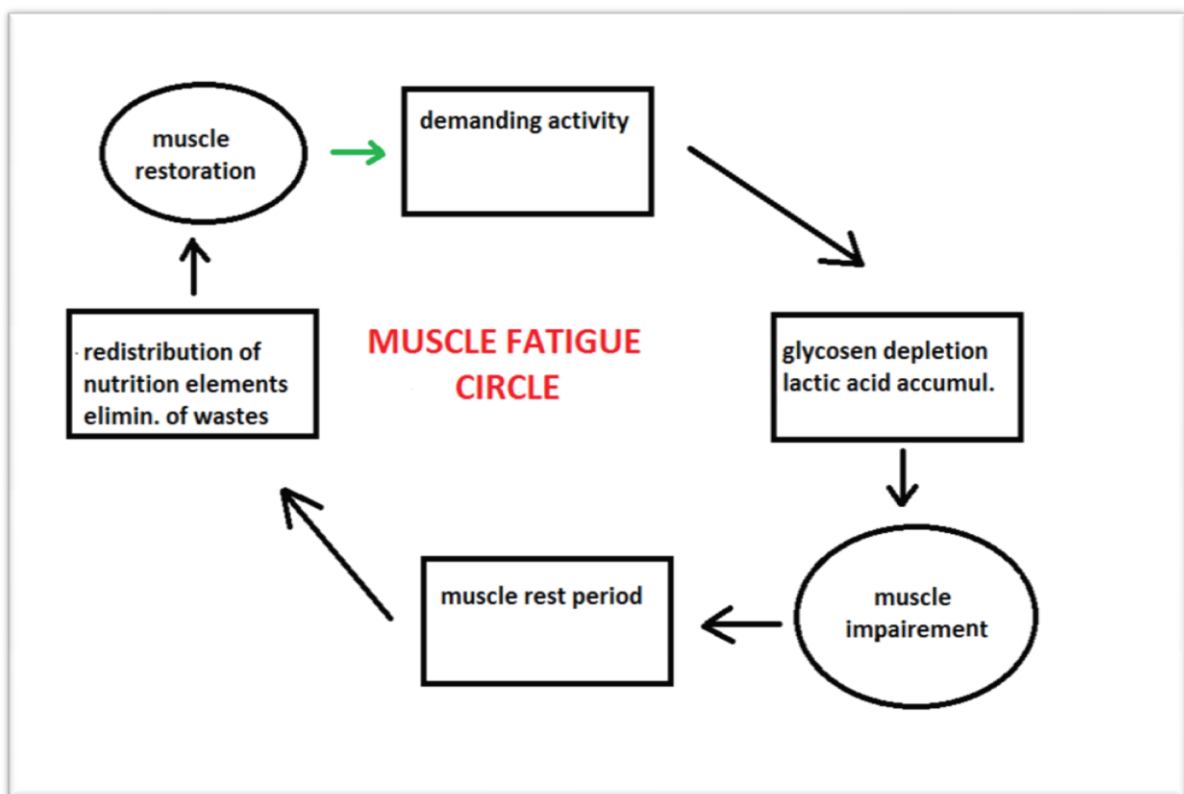 muscle
restoration
demanding activity
glycosen depletion
lactic acid accumul.
muscle
impairement
muscle rest period
redistribution of
nutrition elements
elimin. of wastes
MUSCLE FATIGUE
CIRCLE